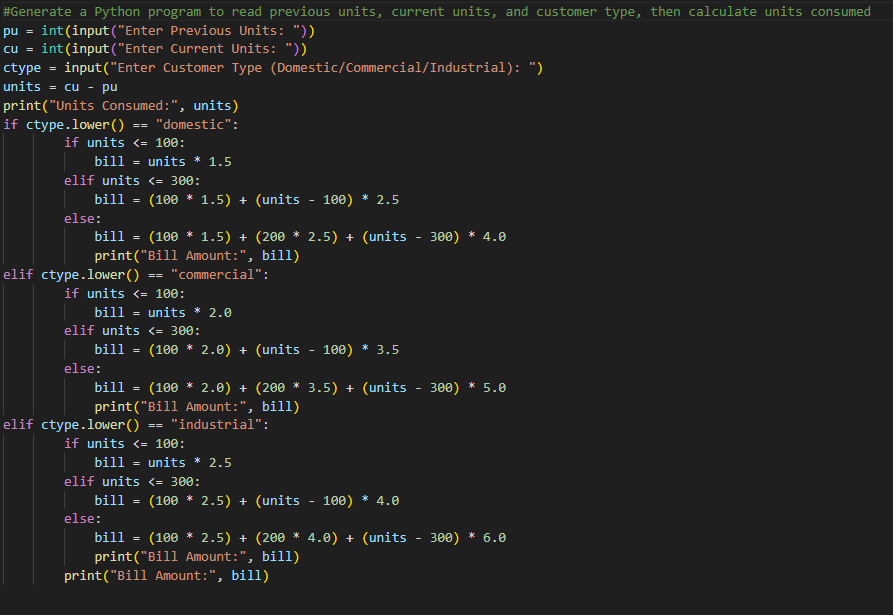 #Generate a Python program to read previous units, current units, and customer type, then calculate units consumed
pu = int(input("Enter Previous Units: "))
cu = int(input("Enter Current Units: "))
ctype = input("Enter Customer Type (Domestic/Commercial/Industrial): ")
units = cu - pu
print("Units Consumed:", units)
if ctype.lower() == "domestic":
        if units <= 100:
            bill = units * 1.5
        elif units <= 300:
            bill = (100 * 1.5) + (units - 100) * 2.5
        else:
            bill = (100 * 1.5) + (200 * 2.5) + (units - 300) * 4.0
            print("Bill Amount:", bill)
elif ctype.lower() == "commercial":
        if units <= 100:
            bill = units * 2.0
        elif units <= 300:
            bill = (100 * 2.0) + (units - 100) * 3.5
        else:
            bill = (100 * 2.0) + (200 * 3.5) + (units - 300) * 5.0
            print("Bill Amount:", bill)
elif ctype.lower() == "industrial":
        if units <= 100:
            bill = units * 2.5
        elif units <= 300:
            bill = (100 * 2.5) + (units - 100) * 4.0
        else:
            bill = (100 * 2.5) + (200 * 4.0) + (units - 300) * 6.0
            print("Bill Amount:", bill)
        print("Bill Amount:", bill)